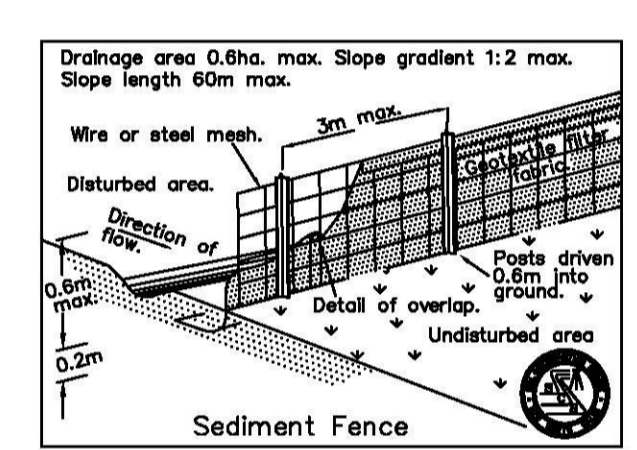 Drainage area 0.6ha. max. Slope gradient 1:2 max.
Slope length 60m max.
3m max.
Wire or steel mesh.
Geotextile filter
fabric
Disturbed area.
Direction of
flow.
Posts driven
0.6m into
ground.
0.6m
max.
Detail of overlap.
Undisturbed area
0.2m
Sediment Fence